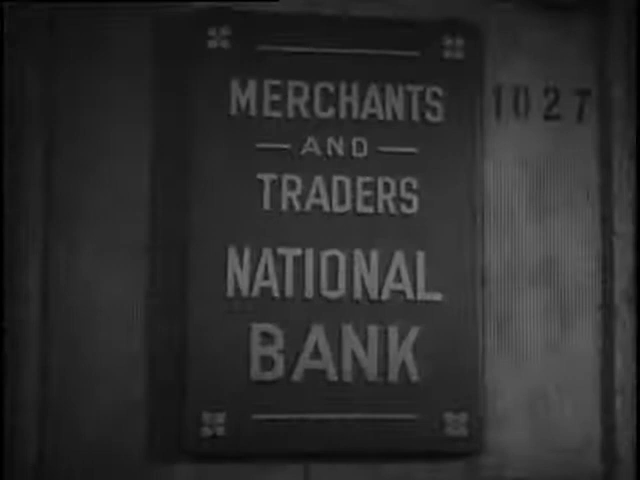 MERCHANTS
AND
TRADERS
NATIONAL
BANK
1027